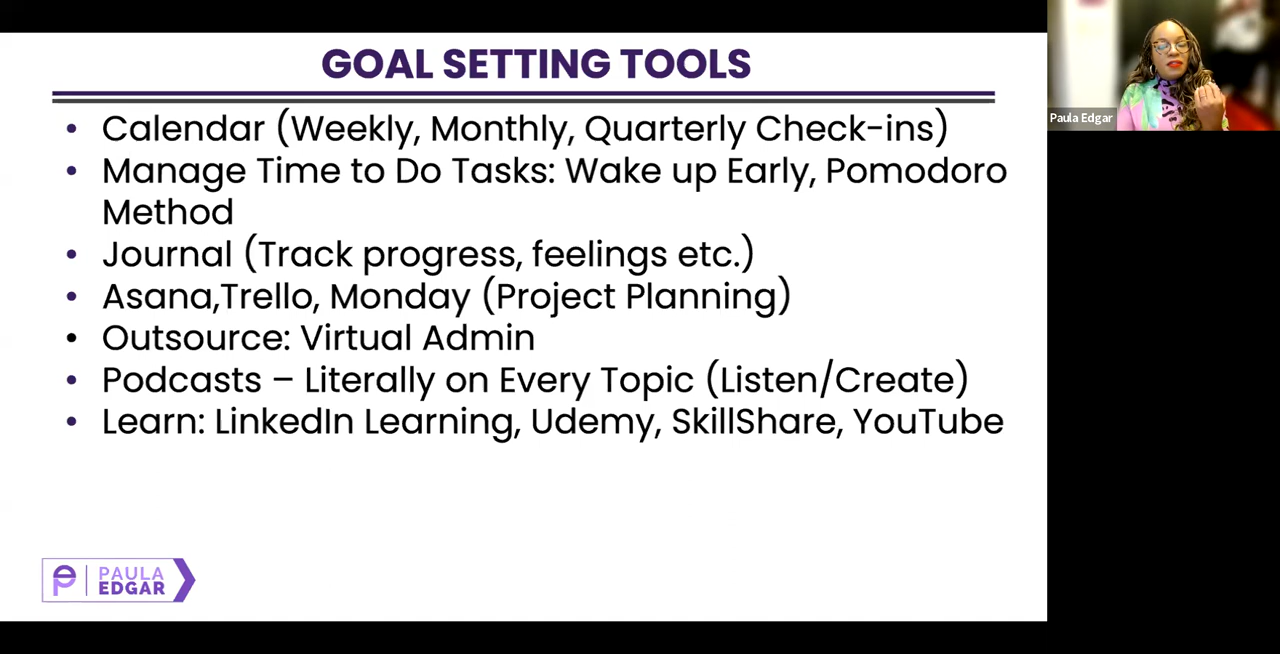 GOAL SETTING TOOLS
• Calendar (Weekly, Monthly, Quarterly Check-ins)
• Manage Time to Do Tasks: Wake up Early, Pomodoro
Method
• Journal (Track progress, feelings etc.)
• Asana,Trello, Monday (Project Planning)
• Outsource: Virtual Admin
• Podcasts – Literally on Every Topic (Listen/Create)
• Learn: LinkedIn Learning, Udemy, SkillShare, YouTube
ep
PAULA
EDGAR
Paula Edgar